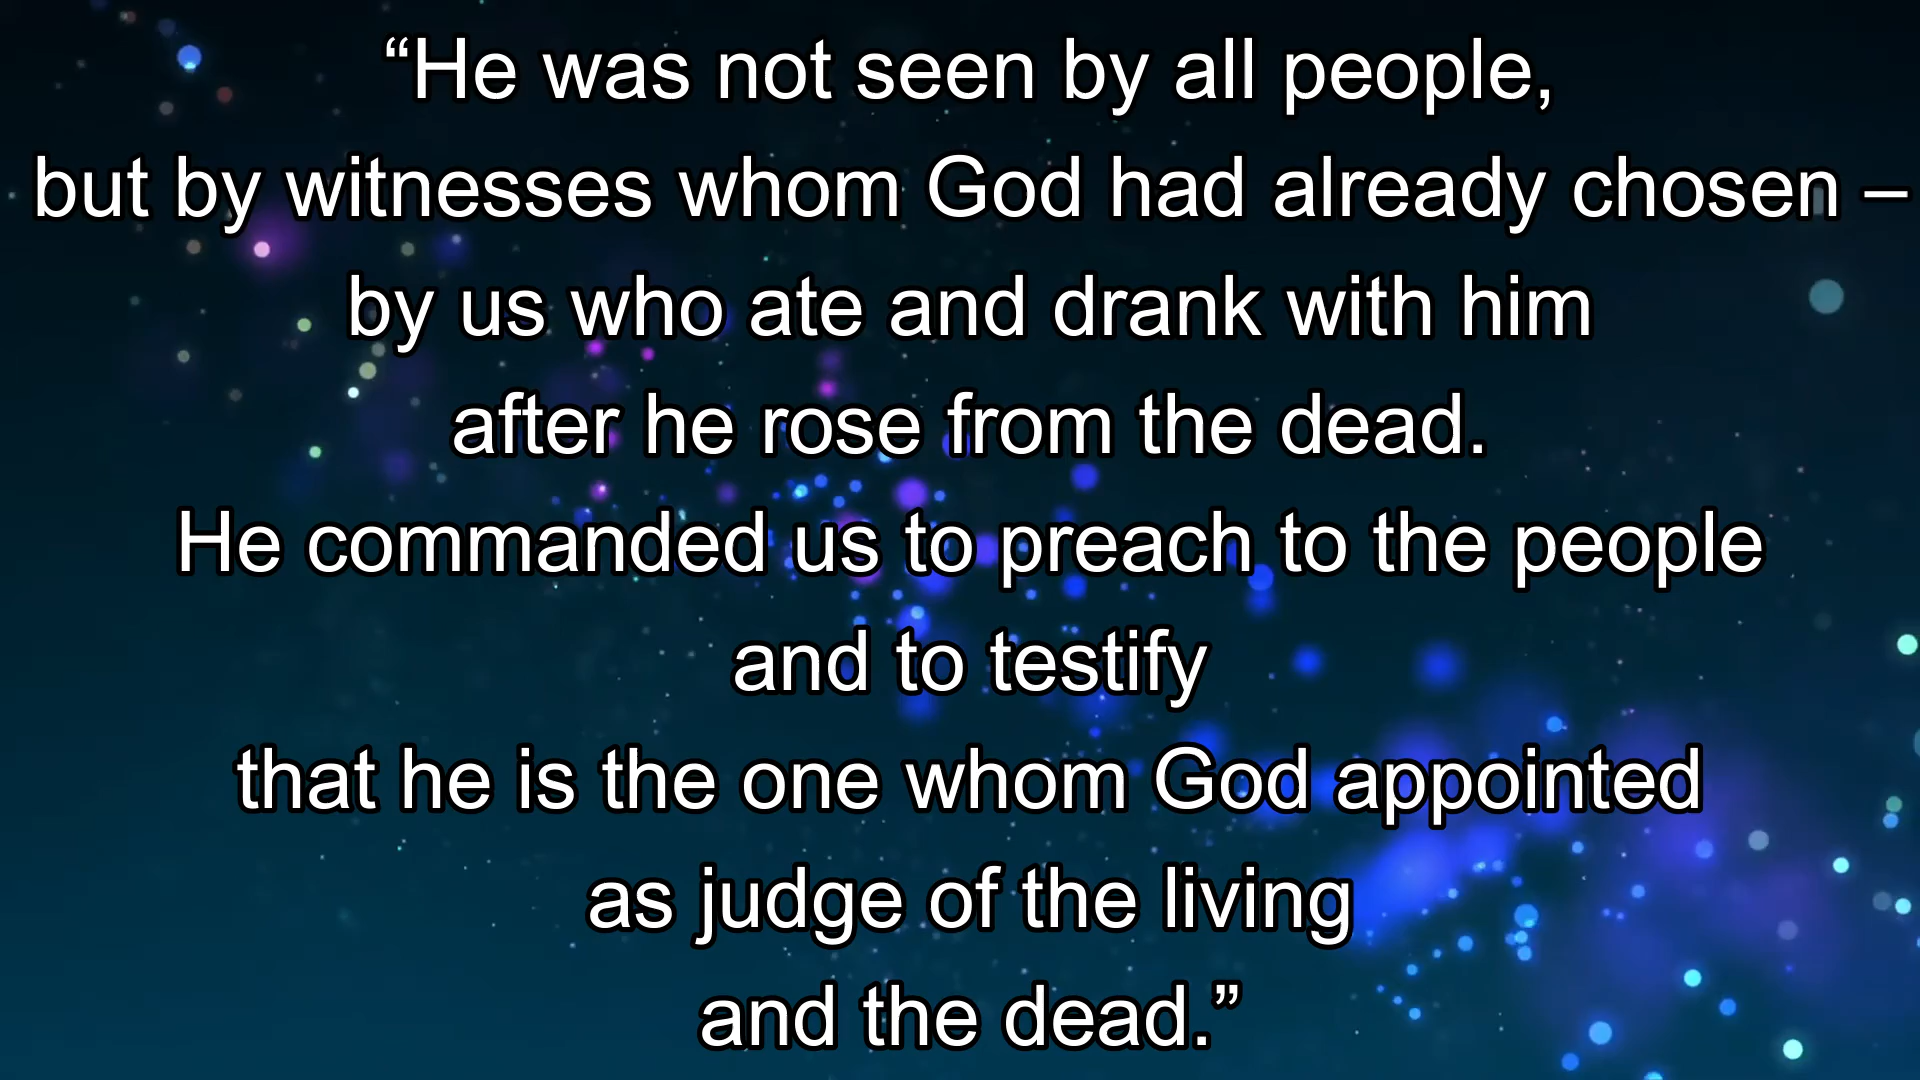 “He was not seen by all people,
but by witnesses whom God had already chosen –
by us who ate and drank with him
after he rose from the dead.
He commanded us to preach to the people
and to testify
that he is the one whom God appointed
as judge of the living
and the dead.”